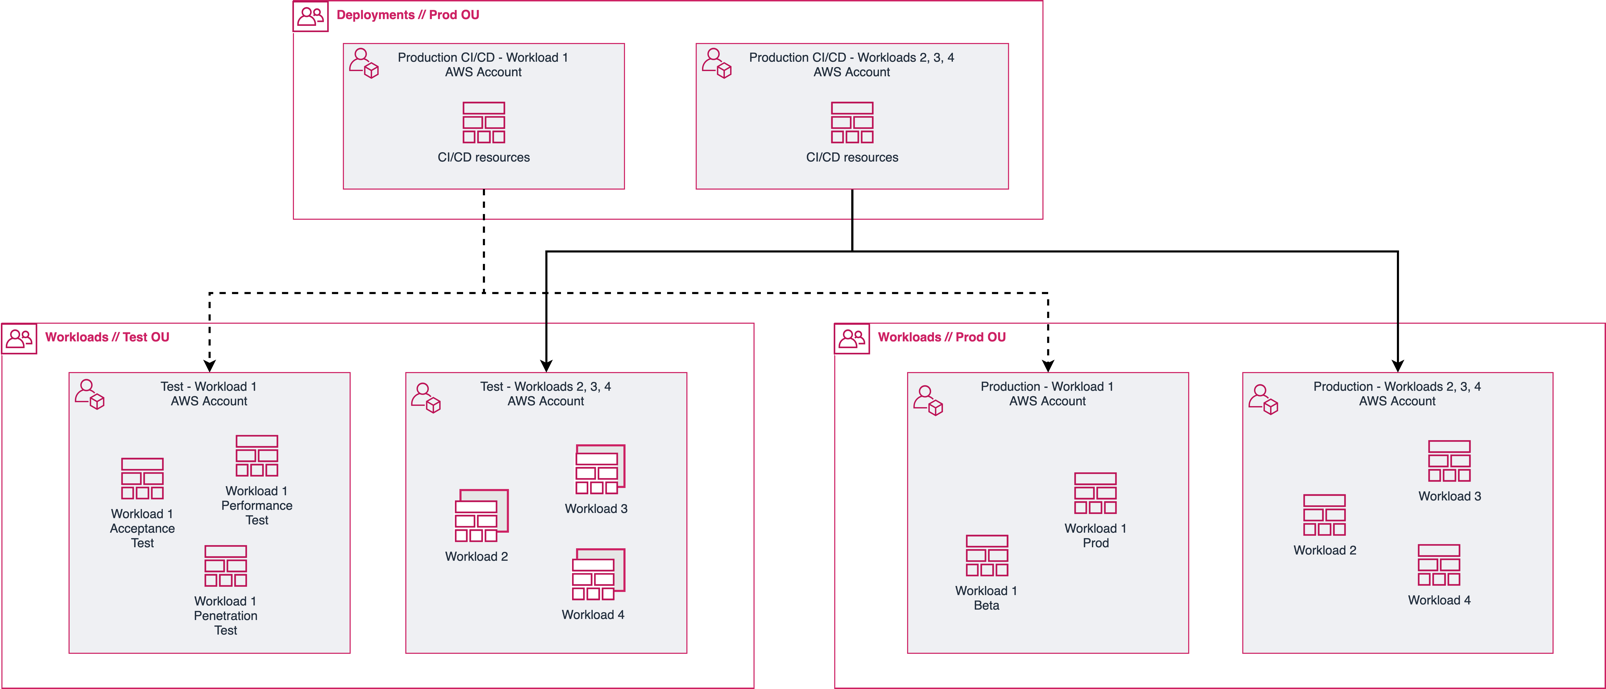 Deployments // Prod OU
Production CI/CD - Workload 1
AWS Account
CI/CD resources
Production CI/CD - Workloads 2, 3, 4
AWS Account
CI/CD resources
Workloads // Test OU
Test - Workload 1
AWS Account
Workload 1
Acceptance
Test
Workload 1
Performance
Test
Workload 1
Penetration
Test
Test - Workloads 2, 3, 4
AWS Account
Workload 2
Workload 3
Workload 4
Workloads // Prod OU
Production - Workload 1
AWS Account
Workload 1
Prod
Workload 1
Beta
Production - Workloads 2, 3, 4
AWS Account
Workload 3
Workload 2
Workload 4